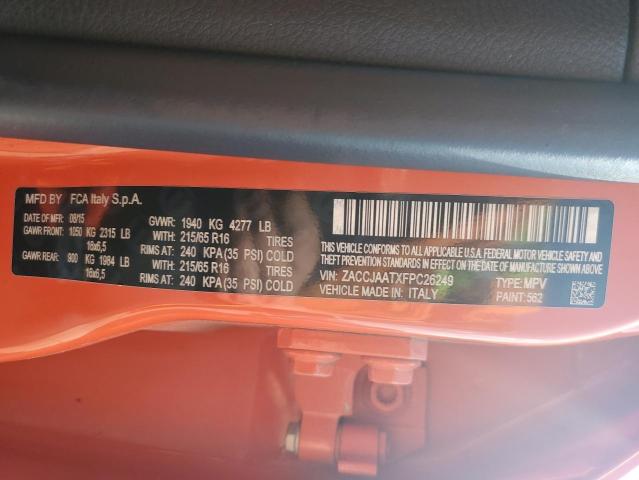 MFD BY FCA Italy S.p.A.
DATE OF MFR 08/15 GVWR: 1940 KG 4277 LB
GAWR FRONT: 1050 KG 2315 LB WITH 215/65 R16 TIRES
16x6,5 RIMS AT: 240 KPA (35 PSI) COLD
GAWR REAR: 900 KG 1984 LB WITH 215/65 R16 TIRES
16x6,5 RIMS AT: 240 KPA (35 PSI) COLD
THIS VEHICLE CONFORMS TO ALL APPLICABLE U.S.A. FEDERAL MOTOR VEHICLE SAFETY, BUMPER AND
THEFT PREVENTION STANDARDS IN EFFECT ON THE DATE OF MANUFACTURE SHOWN ABOVE.
VIN: ZACCJAATXFPC26249 TYPE: MPV
VEHICLE MADE IN: ITALY PAINT: 562